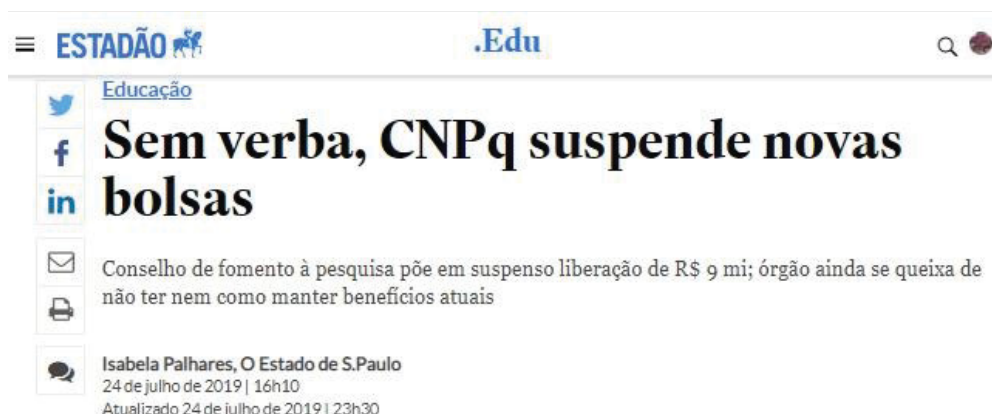 ESTADÃO
.Edu
Educação
Sem verba, CNPq suspende novas
bolsas
Conselho de fomento à pesquisa põe em suspenso liberação de R$ 9 mi; órgão ainda se queixa de
não ter nem como manter benefícios atuais
Isabela Palhares, O Estado de S.Paulo
24 de julho de 2019 | 16h10
Atualizado 24 de julho de 2019 | 23h30